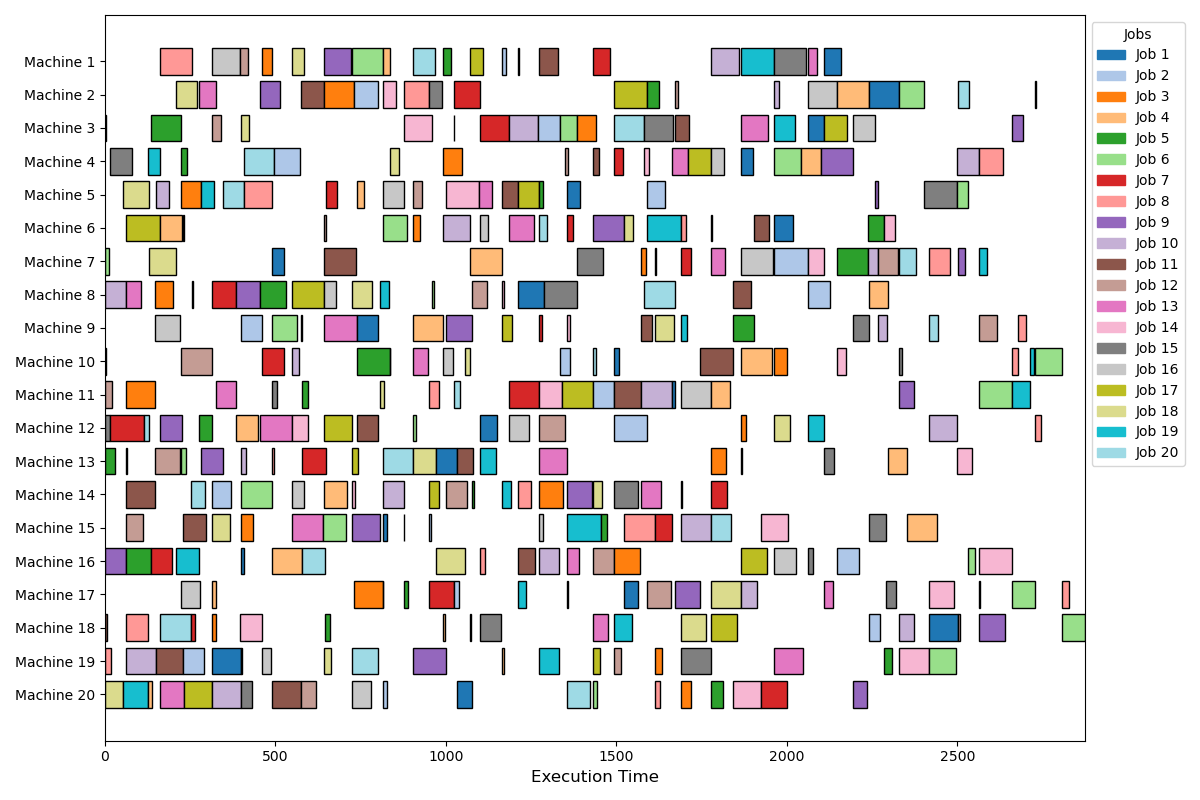 Machine 1
Machine 2
Machine 3
Machine 4
Machine 5
Machine 6
Machine 7
Machine 8
Machine 9
Machine 10
Machine 11
Machine 12
Machine 13
Machine 14
Machine 15
Machine 16
Machine 17
Machine 18
Machine 19
Machine 20
0 500 1000 1500 2000 2500
Execution Time
Jobs
Job 1
Job 2
Job 3
Job 4
Job 5
Job 6
Job 7
Job 8
Job 9
Job 10
Job 11
Job 12
Job 13
Job 14
Job 15
Job 16
Job 17
Job 18
Job 19
Job 20